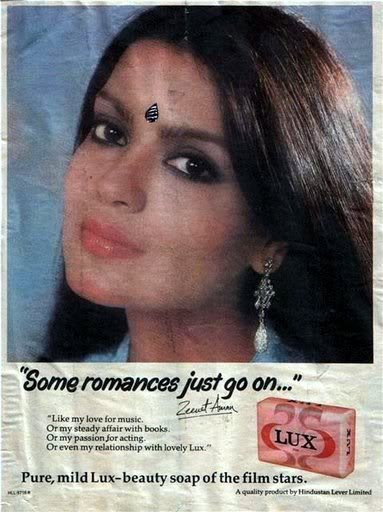 "Some romances just go on..."
Zeenat Aman
"Like my love for music.
Or my steady affair with books.
Or my passion for acting.
Or even my relationship with lovely Lux."
LUX
LUX
Pure, mild Lux-beauty soap of the film stars.
A quality product by Hindustan Lever Limited